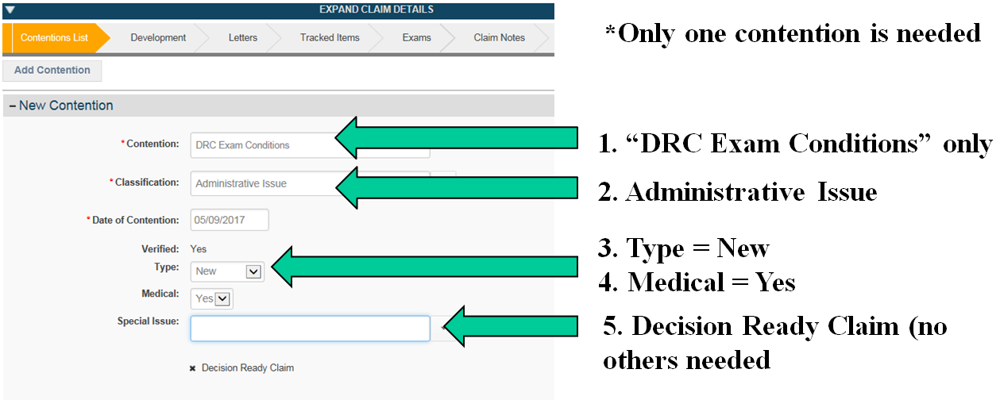 EXPAND CLAIM DETAILS
Contentions List
Development
Letters
Tracked Items
Exams
Claim Notes
*Only one contention is needed
Add Contention
– New Contention
*Contention:
DRC Exam Conditions
1. “DRC Exam Conditions” only
*Classification:
Administrative Issue
2. Administrative Issue
*Date of Contention:
05/09/2017
Verified:
Yes
3. Type = New
Type:
New
4. Medical = Yes
Medical:
Yes
Special Issue:
5. Decision Ready Claim (no
others needed
✖ Decision Ready Claim